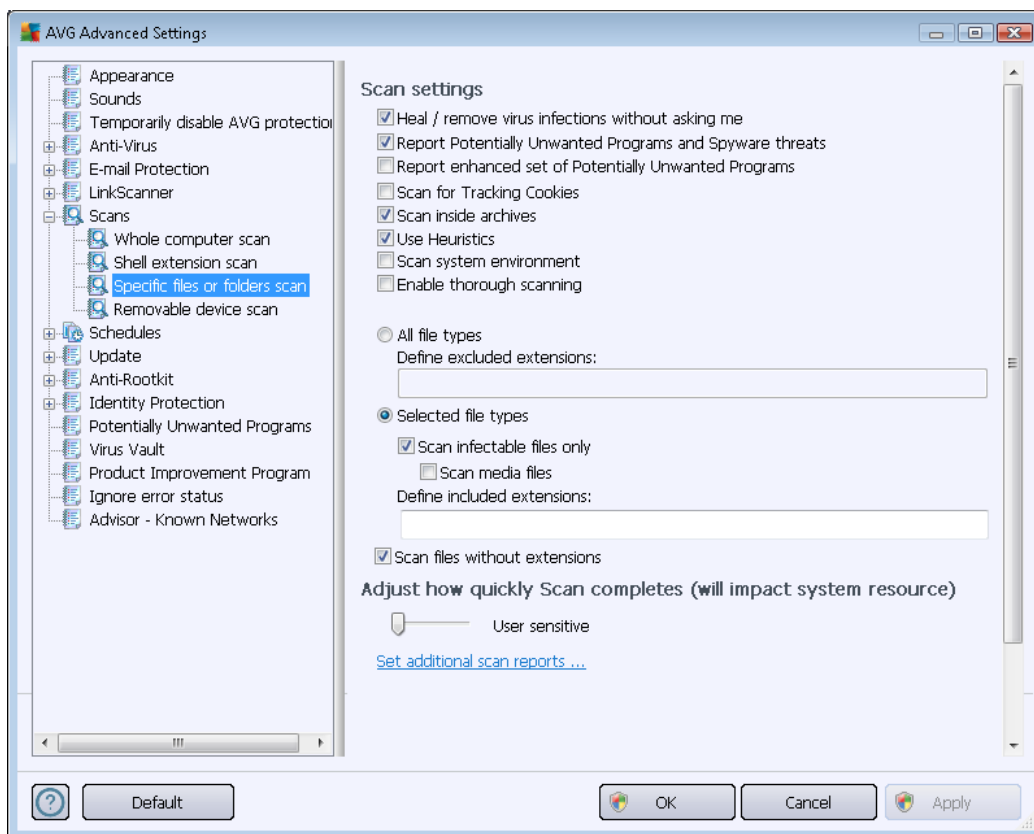 AVG Advanced Settings
Appearance
Sounds
Temporarily disable AVG protection
Anti-Virus
E-mail Protection
LinkScanner
Scans
Whole computer scan
Shell extension scan
Specific files or folders scan
Removable device scan
Schedules
Update
Anti-Rootkit
Identity Protection
Potentially Unwanted Programs
Virus Vault
Product Improvement Program
Ignore error status
Advisor - Known Networks
Scan settings
Heal / remove virus infections without asking me
Report Potentially Unwanted Programs and Spyware threats
Report enhanced set of Potentially Unwanted Programs
Scan for Tracking Cookies
Scan inside archives
Use Heuristics
Scan system environment
Enable thorough scanning
All file types
Define excluded extensions:
Selected file types
Scan infectable files only
Scan media files
Define included extensions:
Scan files without extensions
Adjust how quickly Scan completes (will impact system resource)
User sensitive
Set additional scan reports ...
Default
OK
Cancel
Apply